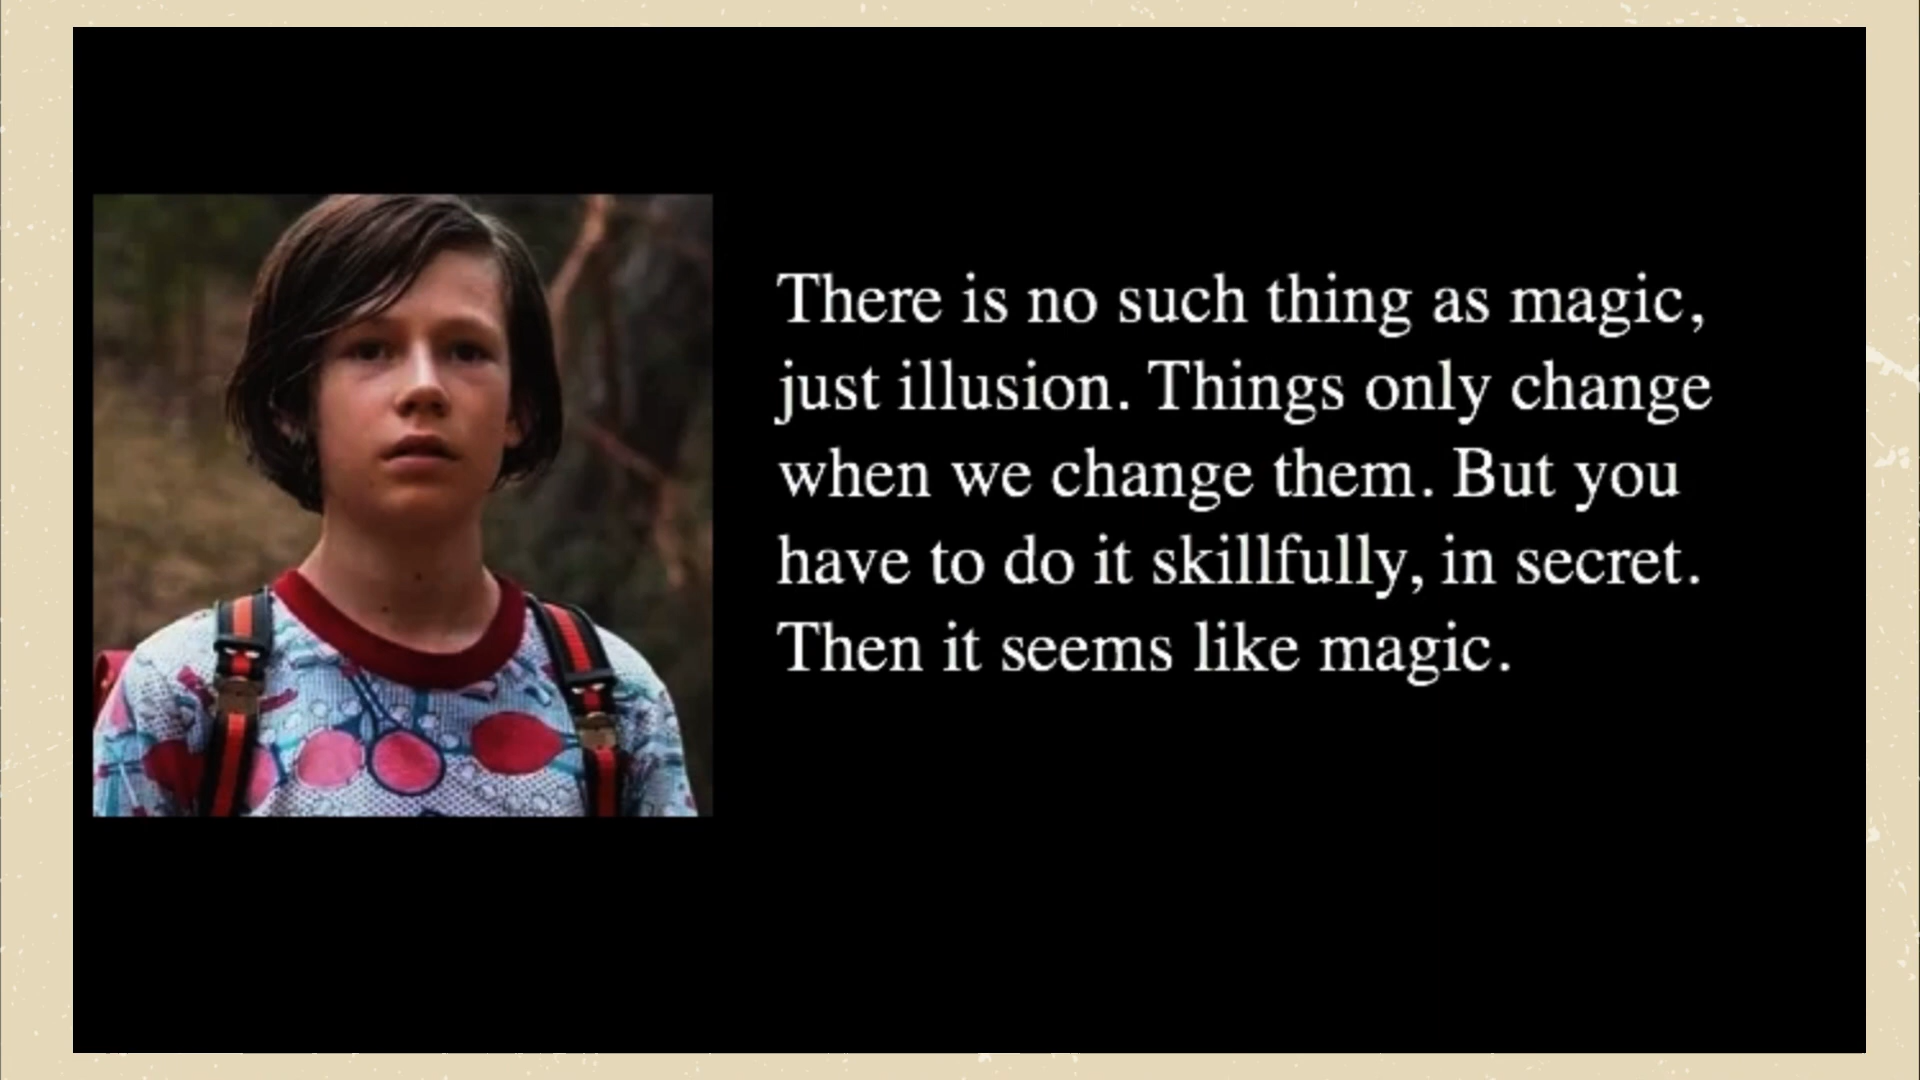 There is no such thing as magic,
just illusion. Things only change
when we change them. But you
have to do it skillfully, in secret.
Then it seems like magic.